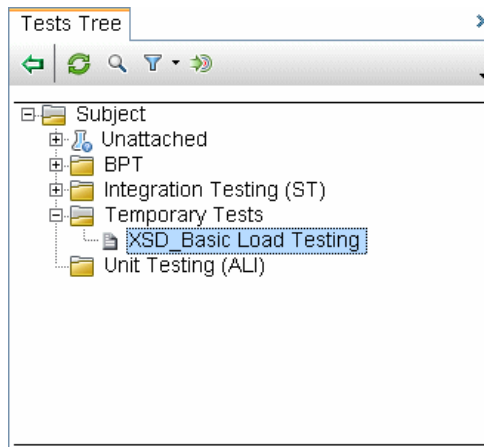 Tests Tree
Subject
Unattached
BPT
Integration Testing (ST)
Temporary Tests
XSD_Basic Load Testing
Unit Testing (ALI)